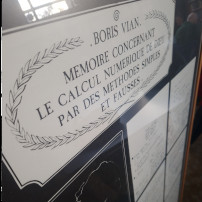 BORIS VIAN.
MEMOIRE CONCERNANT
LE CALCUL NUMERIQUE DE DIEU
PAR DES METHODES SIMPLES
ET FAUSSES